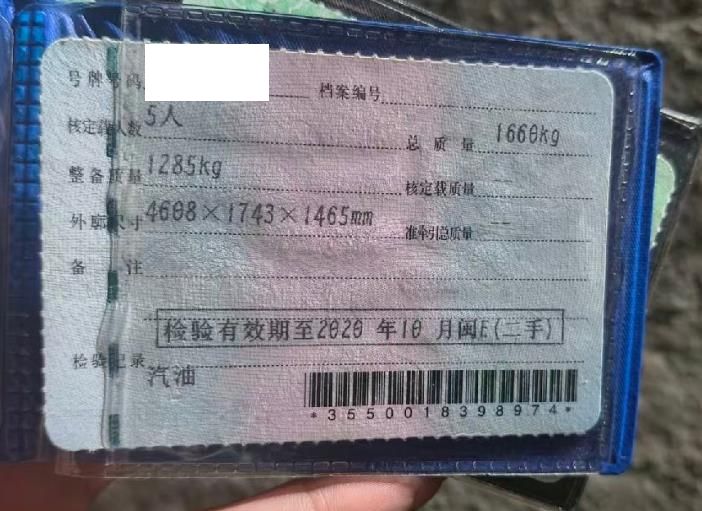 号牌号码 档案编号
核定载人数 5人 总质量 1660kg
整备质量 1285kg 核定载质量 --
外廓尺寸 4608×1743×1465mm 准牵引总质量 --
备注
检验有效期至2020 年10 月闽E(二手)
检验记录 汽油
*3550018398974*